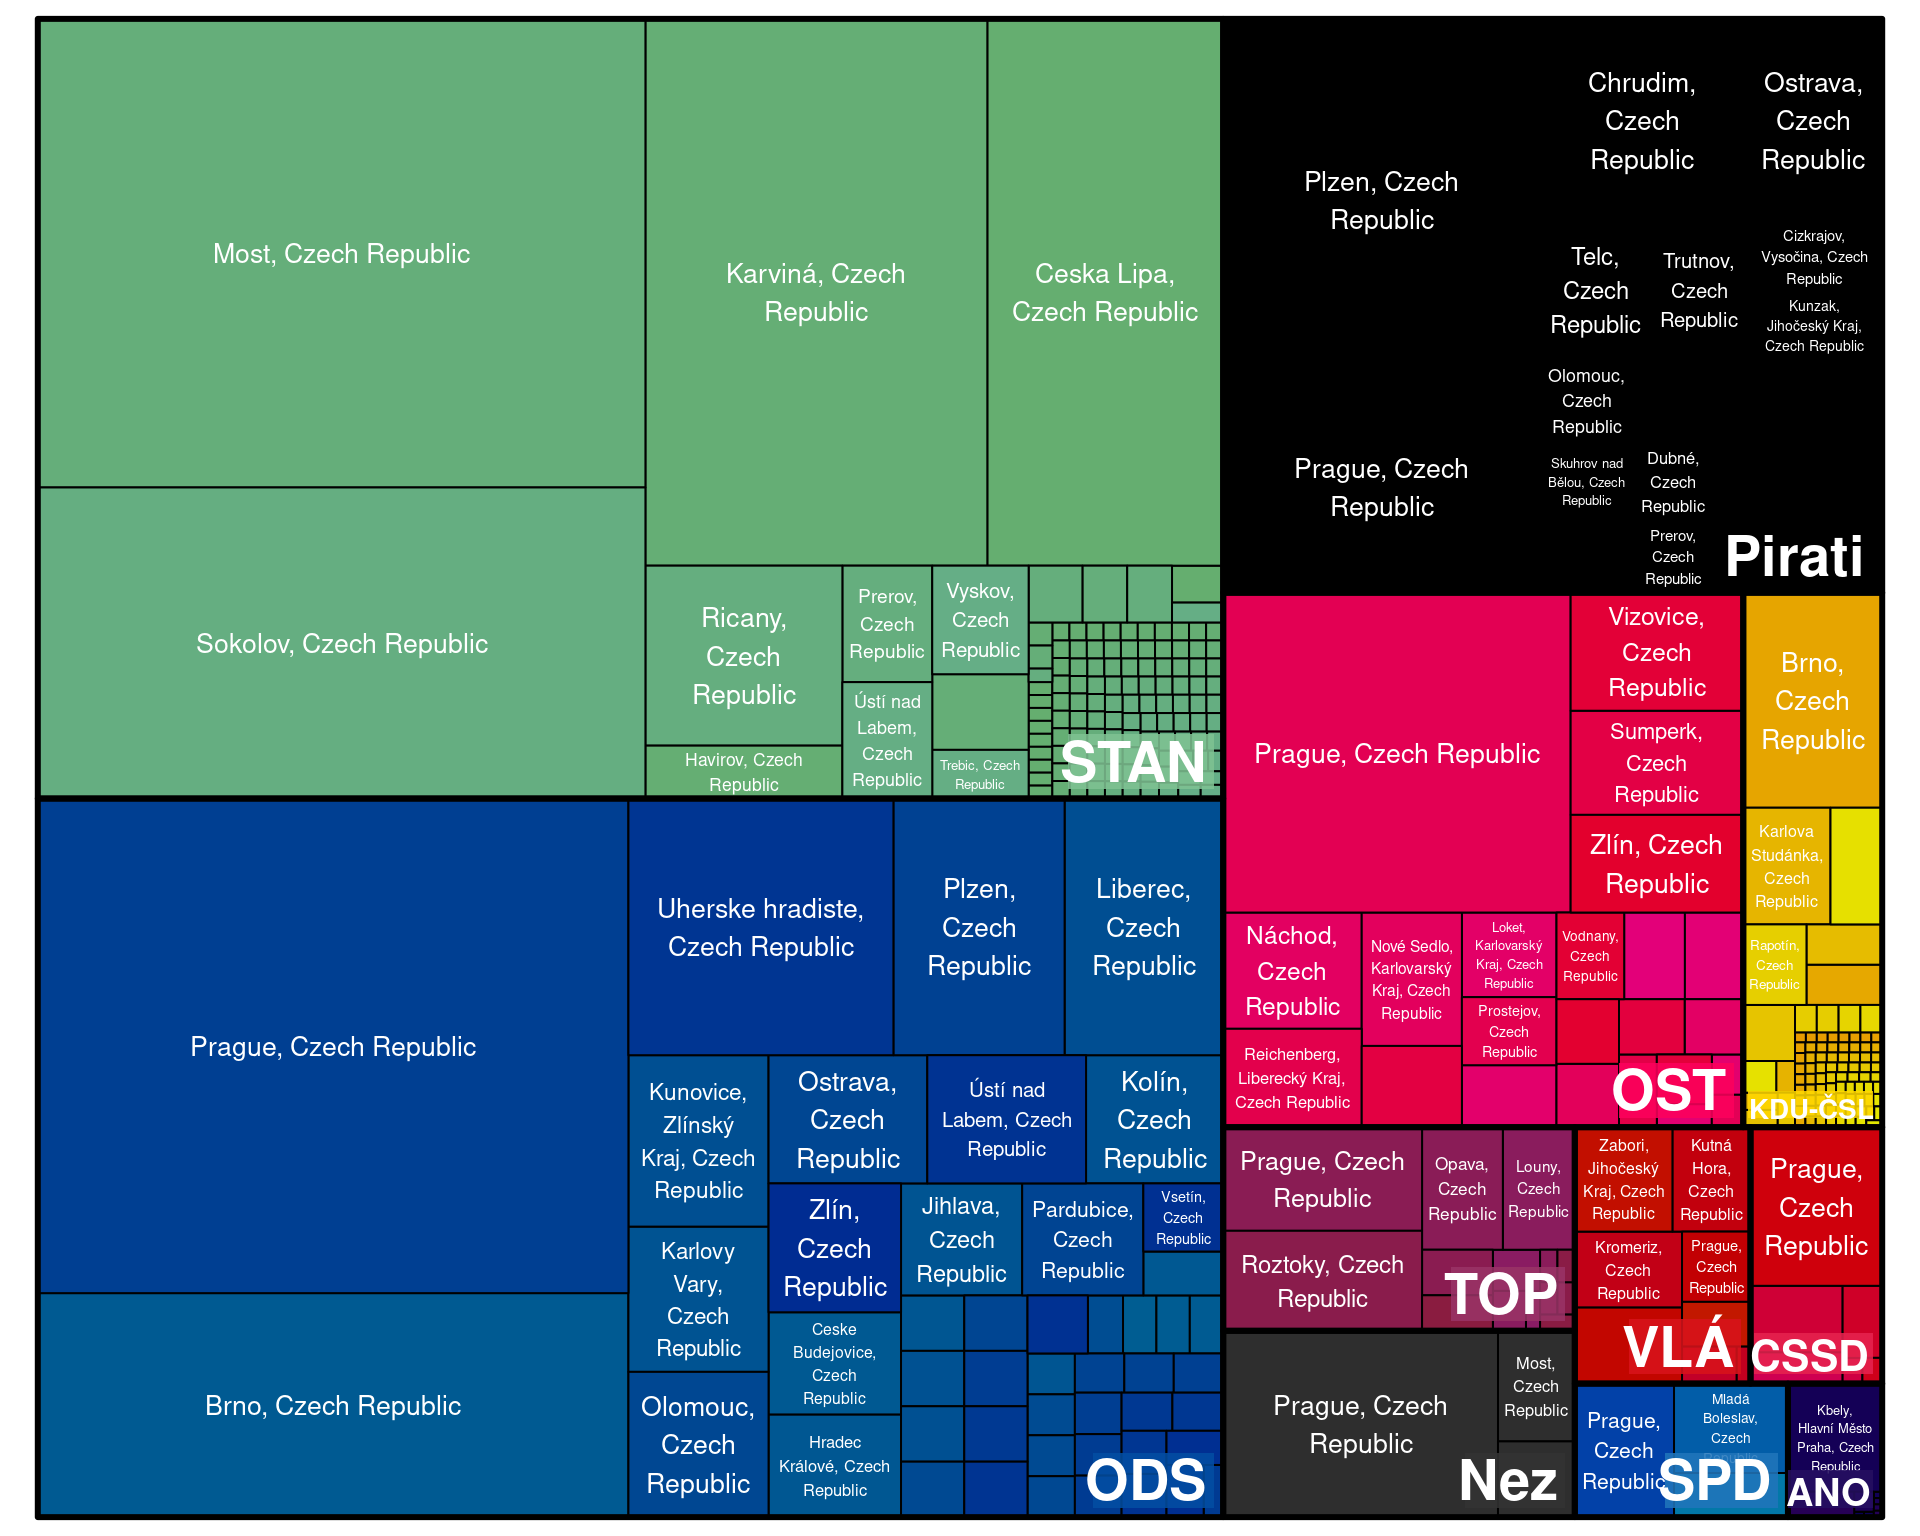 Most, Czech Republic
Sokolov, Czech Republic
Karviná, Czech
Republic
Ceska Lipa,
Czech Republic
Ricany,
Czech
Republic
Havirov, Czech
Republic
Prerov,
Czech
Republic
Ústí nad
Labem,
Czech
Republic
Vyskov,
Czech
Republic
Trebic, Czech
Republic
STAN
Prague, Czech Republic
Brno, Czech Republic
Uherske hradiste,
Czech Republic
Plzen,
Czech
Republic
Liberec,
Czech
Republic
Kunovice,
Zlínský
Kraj, Czech
Republic
Karlovy
Vary,
Czech
Republic
Olomouc,
Czech
Republic
Ostrava,
Czech
Republic
Ústí nad
Labem, Czech
Republic
Kolín,
Czech
Republic
Zlín,
Czech
Republic
Jihlava,
Czech
Republic
Pardubice,
Czech
Republic
Vsetín,
Czech
Republic
Ceske
Budejovice,
Czech
Republic
Hradec
Králové, Czech
Republic
ODS
Plzen, Czech
Republic
Prague, Czech
Republic
Chrudim,
Czech
Republic
Ostrava,
Czech
Republic
Telc,
Czech
Republic
Trutnov,
Czech
Republic
Cizkrajov,
Vysočina, Czech
Republic
Kunzak,
Jihočeský Kraj,
Czech Republic
Olomouc,
Czech
Republic
Skuhrov nad
Bělou, Czech
Republic
Dubné,
Czech
Republic
Prerov,
Czech
Republic
Pirati
Prague, Czech Republic
Vizovice,
Czech
Republic
Sumperk,
Czech
Republic
Zlín, Czech
Republic
Náchod,
Czech
Republic
Reichenberg,
Liberecký Kraj,
Czech Republic
Nové Sedlo,
Karlovarský
Kraj, Czech
Republic
Loket,
Karlovarský
Kraj, Czech
Republic
Prostejov,
Czech
Republic
Vodnany,
Czech
Republic
OST
Brno,
Czech
Republic
Karlova
Studánka,
Czech
Republic
Rapotín,
Czech
Republic
KDU-ČSL
Prague, Czech
Republic
Roztoky, Czech
Republic
Opava,
Czech
Republic
Louny,
Czech
Republic
TOP
Zabori,
Jihočeský
Kraj, Czech
Republic
Kutná
Hora,
Czech
Republic
Kromeriz,
Czech
Republic
Prague,
Czech
Republic
VLÁ
Prague,
Czech
Republic
CSSD
Prague, Czech
Republic
Most,
Czech
Republic
Nez
Prague,
Czech
Republic
Mladá
Boleslav,
Czech
Republic
SPD
Kbely,
Hlavní Město
Praha, Czech
Republic
ANO